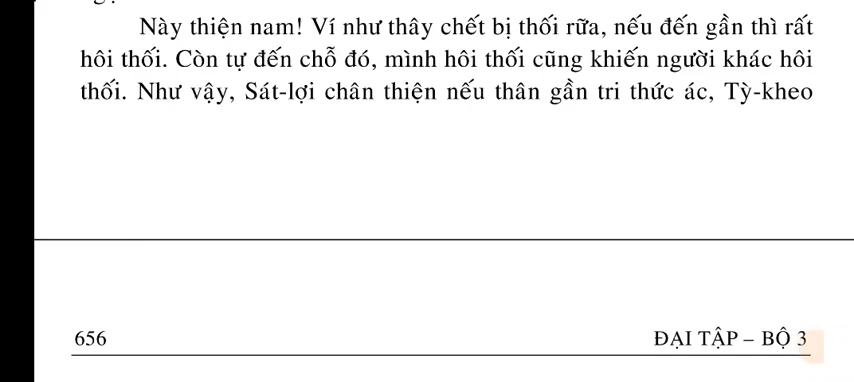 Này thiện nam! Ví như thây chết bị thối rữa, nếu đến gần thì rất
hôi thối. Còn tự đến chỗ đó, mình hôi thối cũng khiến người khác hôi
thối. Như vậy, Sát-lợi chân thiện nếu thân gần tri thức ác, Tỳ-kheo
656
ĐẠI TẬP – BỘ 3